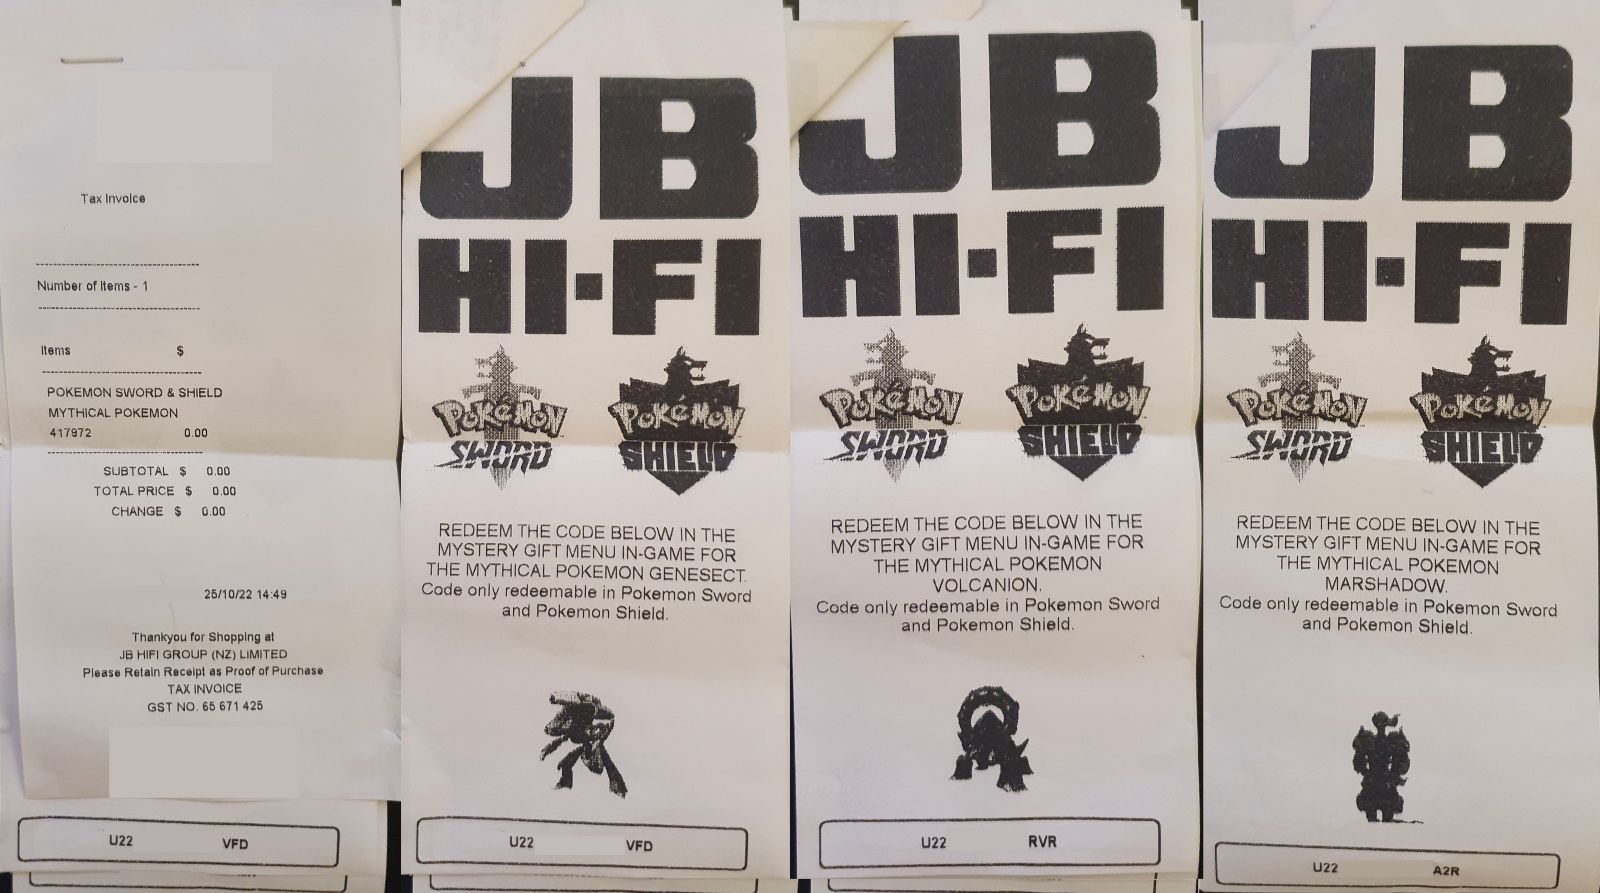 Tax Invoice
Number of Items - 1
Items $
POKEMON SWORD & SHIELD
MYTHICAL POKEMON
417972 0.00
SUBTOTAL $ 0.00
TOTAL PRICE $ 0.00
CHANGE $ 0.00
25/10/22 14:49
Thankyou for Shopping at
JB HIFI GROUP (NZ) LIMITED
Please Retain Receipt as Proof of Purchase
TAX INVOICE
GST NO. 65 671 425
U22 VFD
JB
HI-FI
POKéMON SWORD
POKéMON SHIELD
REDEEM THE CODE BELOW IN THE
MYSTERY GIFT MENU IN-GAME FOR
THE MYTHICAL POKEMON GENESECT.
Code only redeemable in Pokemon Sword
and Pokemon Shield.
U22 VFD
JB
HI-FI
POKéMON SWORD
POKéMON SHIELD
REDEEM THE CODE BELOW IN THE
MYSTERY GIFT MENU IN-GAME FOR
THE MYTHICAL POKEMON
VOLCANION.
Code only redeemable in Pokemon Sword
and Pokemon Shield.
U22 RVR
JB
HI-FI
POKéMON SWORD
POKéMON SHIELD
REDEEM THE CODE BELOW IN THE
MYSTERY GIFT MENU IN-GAME FOR
THE MYTHICAL POKEMON
MARSHADOW.
Code only redeemable in Pokemon Sword
and Pokemon Shield.
U22 A2R